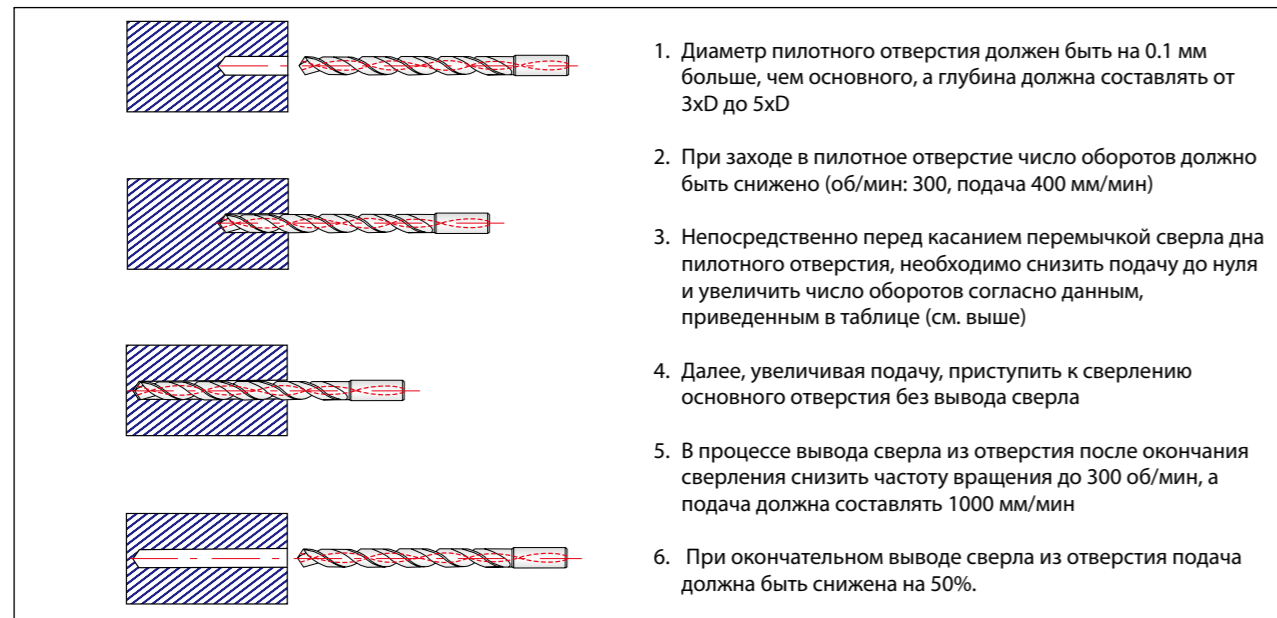 1. Диаметр пилотного отверстия должен быть на 0.1 мм
больше, чем основного, а глубина должна составлять от
3xD до 5xD
2. При заходе в пилотное отверстие число оборотов должно
быть снижено (об/мин: 300, подача 400 мм/мин)
3. Непосредственно перед касанием перемычкой сверла дна
пилотного отверстия, необходимо снизить подачу до нуля
и увеличить число оборотов согласно данным,
приведенным в таблице (см. выше)
4. Далее, увеличивая подачу, приступить к сверлению
основного отверстия без вывода сверла
5. В процессе вывода сверла из отверстия после окончания
сверления снизить частоту вращения до 300 об/мин, а
подача должна составлять 1000 мм/мин
6. При окончательном выводе сверла из отверстия подача
должна быть снижена на 50%.